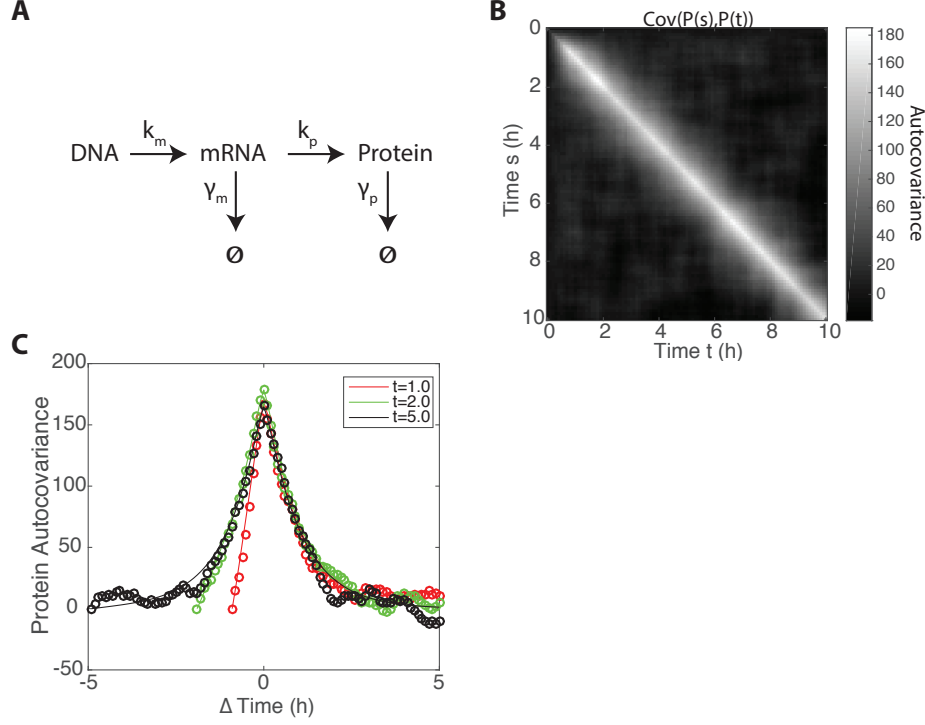 A
DNA
k_m
mRNA
k_p
Protein
γ_m
γ_p
Ø
Ø
B
Cov(P(s),P(t))
Time s (h)
0
2
4
6
8
10
0
2
4
6
8
10
Time t (h)
180
160
140
120
100
80
60
40
20
0
Autocovariance
C
Protein Autocovariance
200
150
100
50
0
-50
-5
0
5
Δ Time (h)
t=1.0
t=2.0
t=5.0